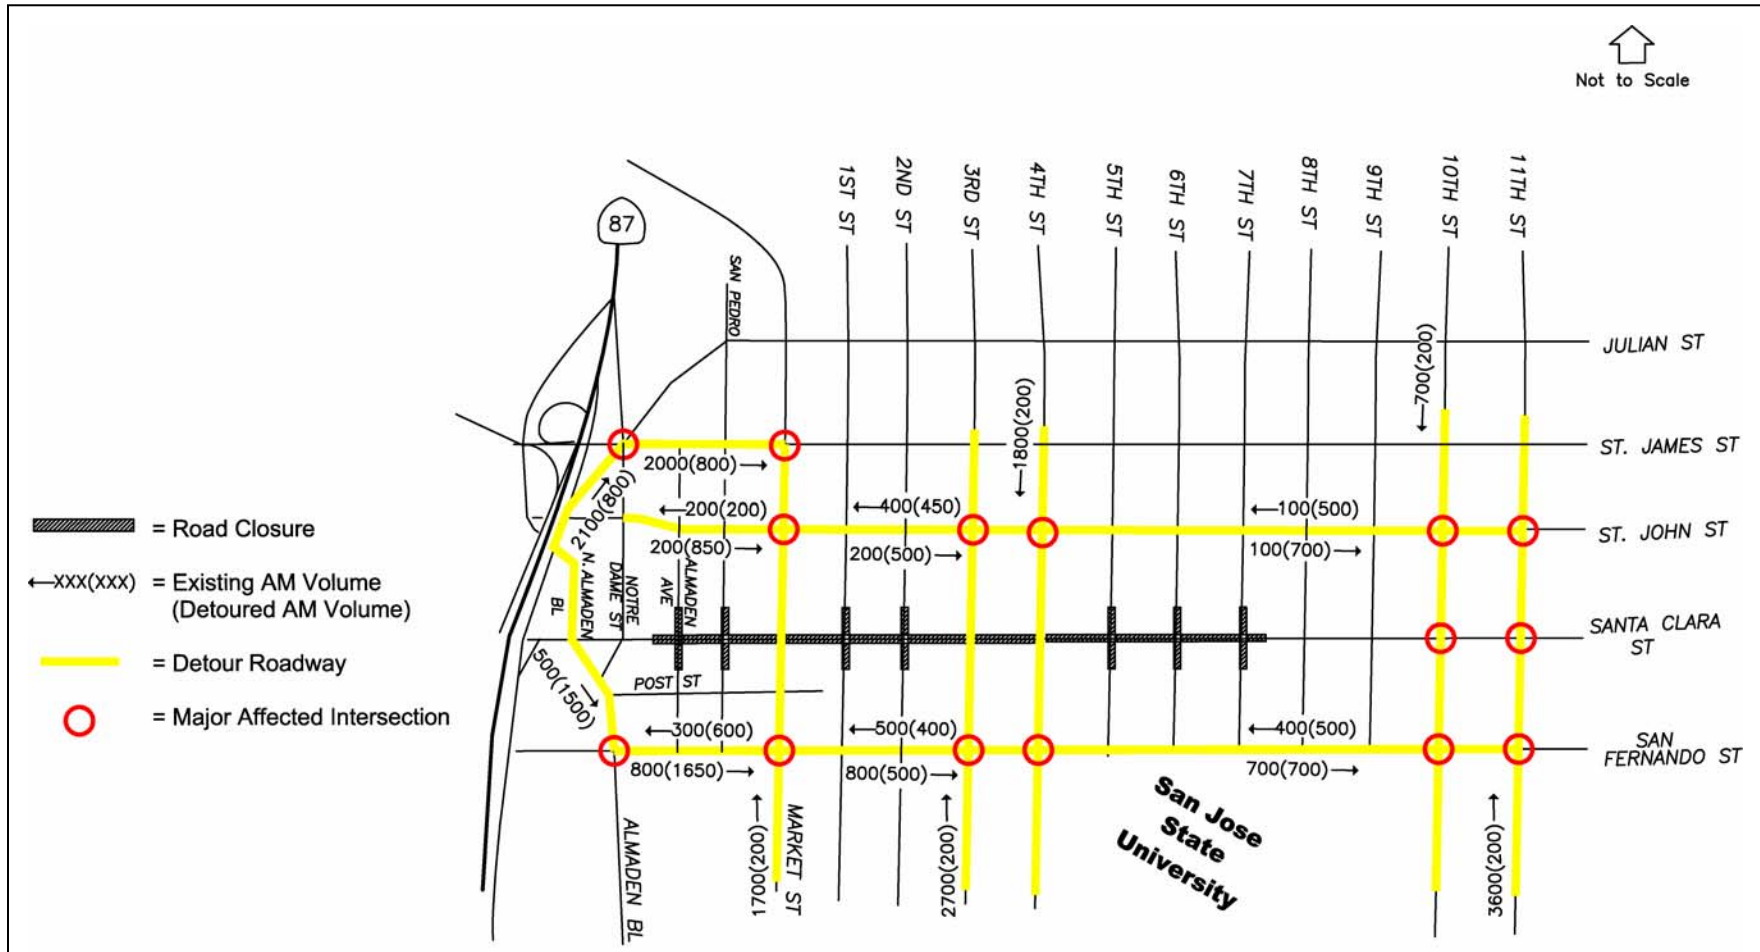 Not to Scale
87
SAN PEDRO
1ST ST
2ND ST
3RD ST
4TH ST
5TH ST
6TH ST
7TH ST
8TH ST
9TH ST
10TH ST
11TH ST
JULIAN ST
←700(200)
←1800(200)
ST. JAMES ST
2000(800)→
2100(800)→
←200(200)
←400(450)
←100(500)
ST. JOHN ST
200(850)→
200(500)→
100(700)→
= Road Closure
←XXX(XXX) = Existing AM Volume
(Detoured AM Volume)
= Detour Roadway
= Major Affected Intersection
N. ALMADEN
BL
NOTRE
DAME ST
ALMADEN
AVE
SANTA CLARA
ST
500(1500)→
POST ST
←300(600)
←500(400)
←400(500)
SAN
FERNANDO ST
800(1650)→
800(500)→
700(700)→
San Jose
State
University
ALMADEN BL
1700(200)→
MARKET ST
2700(200)→
3600(200)→